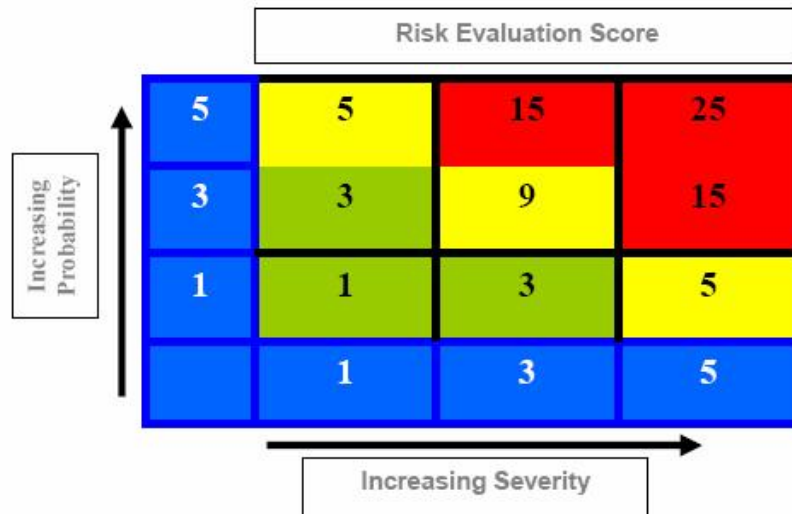 Risk Evaluation Score
5 5 15 25
Increasing
Probability
3 3 9 15
1 1 3 5
1 3 5
Increasing Severity